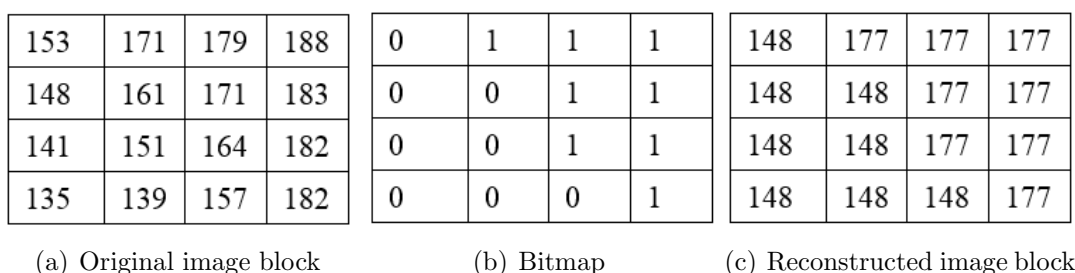 153 171 179 188 0 1 1 1 148 177 177 177
148 161 171 183 0 0 1 1 148 148 177 177
141 151 164 182 0 0 1 1 148 148 177 177
135 139 157 182 0 0 0 1 148 148 148 177
(a) Original image block (b) Bitmap (c) Reconstructed image block